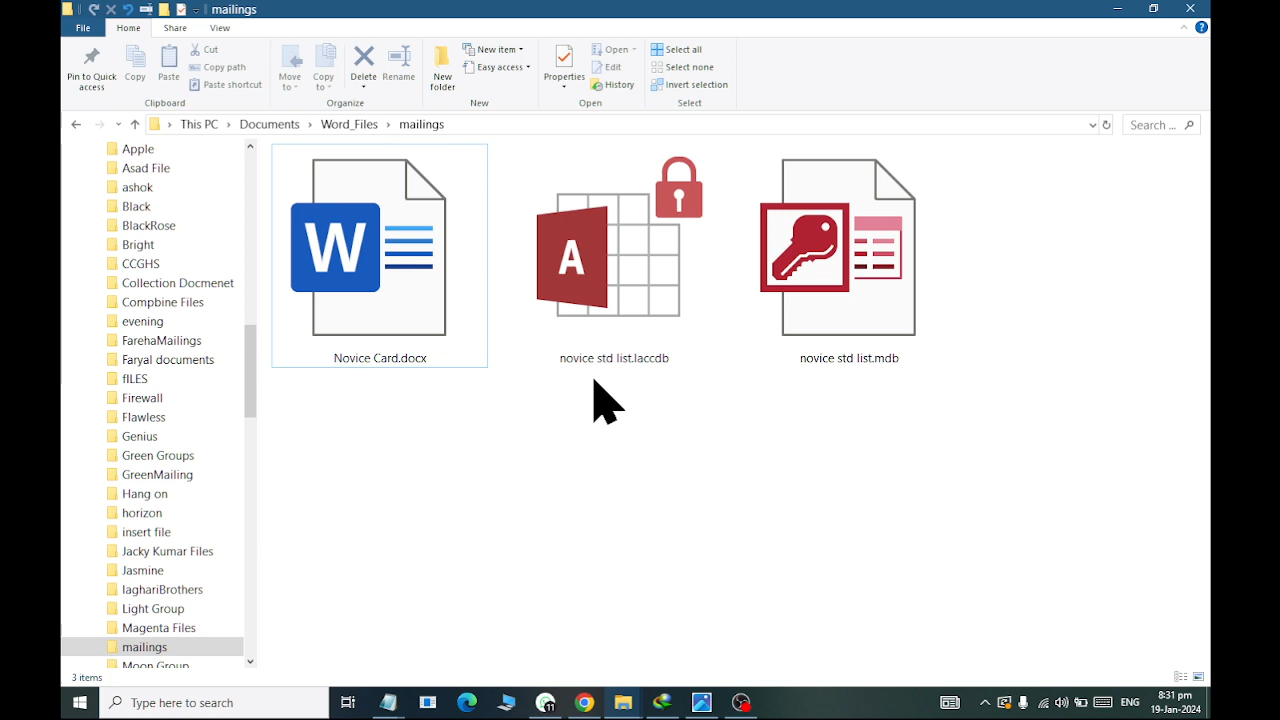 mailings
File
Home
Share
View
Pin to Quick access
Copy
Paste
Cut
Copy path
Paste shortcut
Clipboard
Move to
Copy to
Delete
Rename
Organize
New folder
New item
Easy access
New
Properties
Open
Edit
History
Open
Select all
Select none
Invert selection
Select
This PC
Documents
Word_Files
mailings
Search ...
Apple
Asad File
ashok
Black
BlackRose
Bright
CCGHS
Collection Docmenet
Compbine Files
evening
FarehaMailings
Faryal documents
fILES
Firewall
Flawless
Genius
Green Groups
GreenMailing
Hang on
horizon
insert file
Jacky Kumar Files
Jasmine
laghariBrothers
Light Group
Magenta Files
mailings
Moon Group
W
A
Novice Card.docx
novice std list.laccdb
novice std list.mdb
3 items
Type here to search
11
ENG
8:31 pm
19-Jan-2024